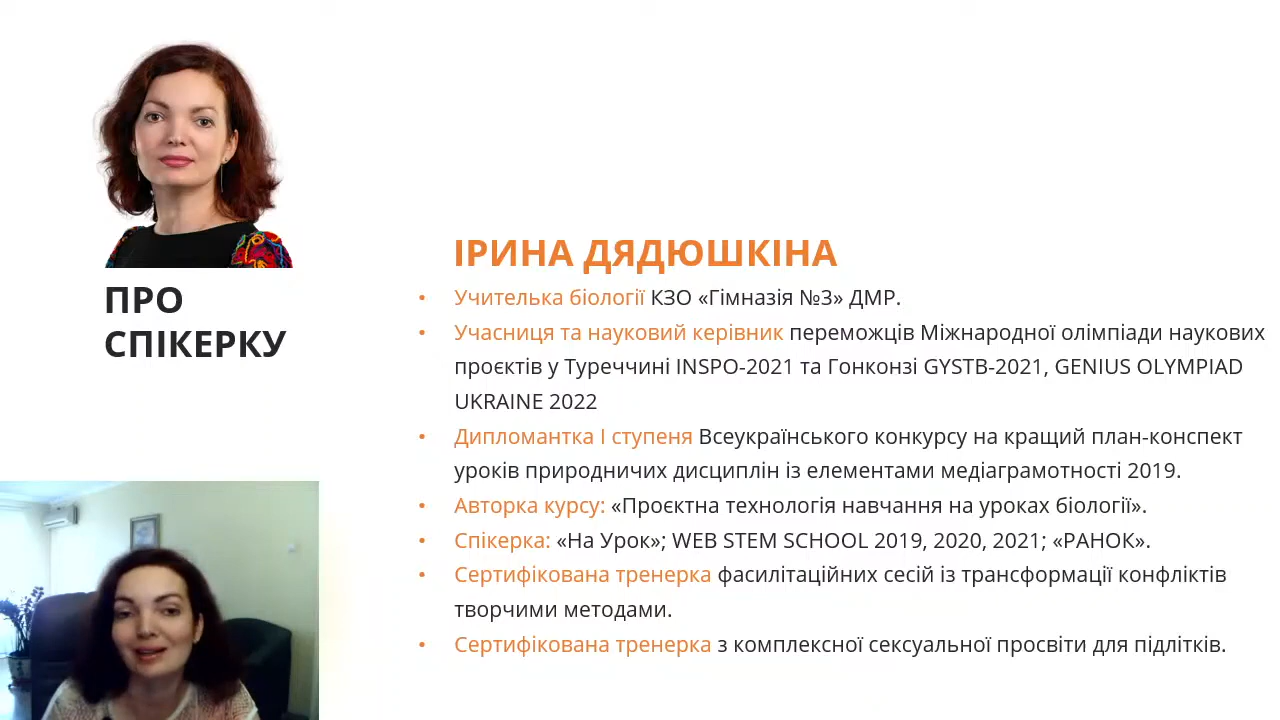 ПРО
СПІКЕРКУ
ІРИНА ДЯДЮШКІНА
• Учителька біології КЗО «Гімназія №3» ДМР.
• Учасниця та науковий керівник переможців Міжнародної олімпіади наукових
проєктів у Туреччині INSPO-2021 та Гонконзі GYSTB-2021, GENIUS OLYMPIAD
UKRAINE 2022
• Дипломантка І ступеня Всеукраїнського конкурсу на кращий план-конспект
уроків природничих дисциплін із елементами медіаграмотності 2019.
• Авторка курсу: «Проєктна технологія навчання на уроках біології».
• Спікерка: «На Урок»; WEB STEM SCHOOL 2019, 2020, 2021; «РАНОК».
• Сертифікована тренерка фасилітаційних сесій із трансформації конфліктів
творчими методами.
• Сертифікована тренерка з комплексної сексуальної просвіти для підлітків.